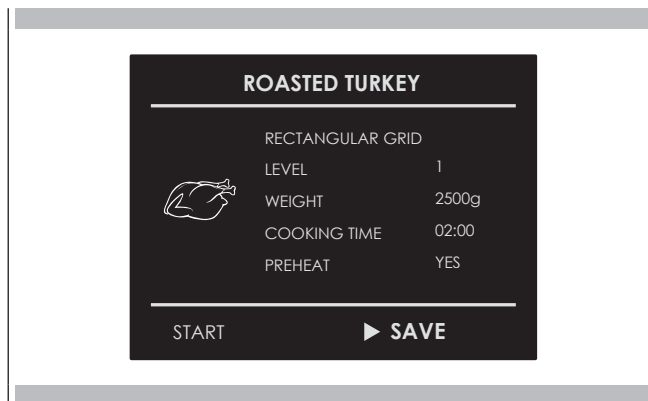 ROASTED TURKEY
RECTANGULAR GRID
LEVEL 1
WEIGHT 2500g
COOKING TIME 02:00
PREHEAT YES
START ▶ SAVE